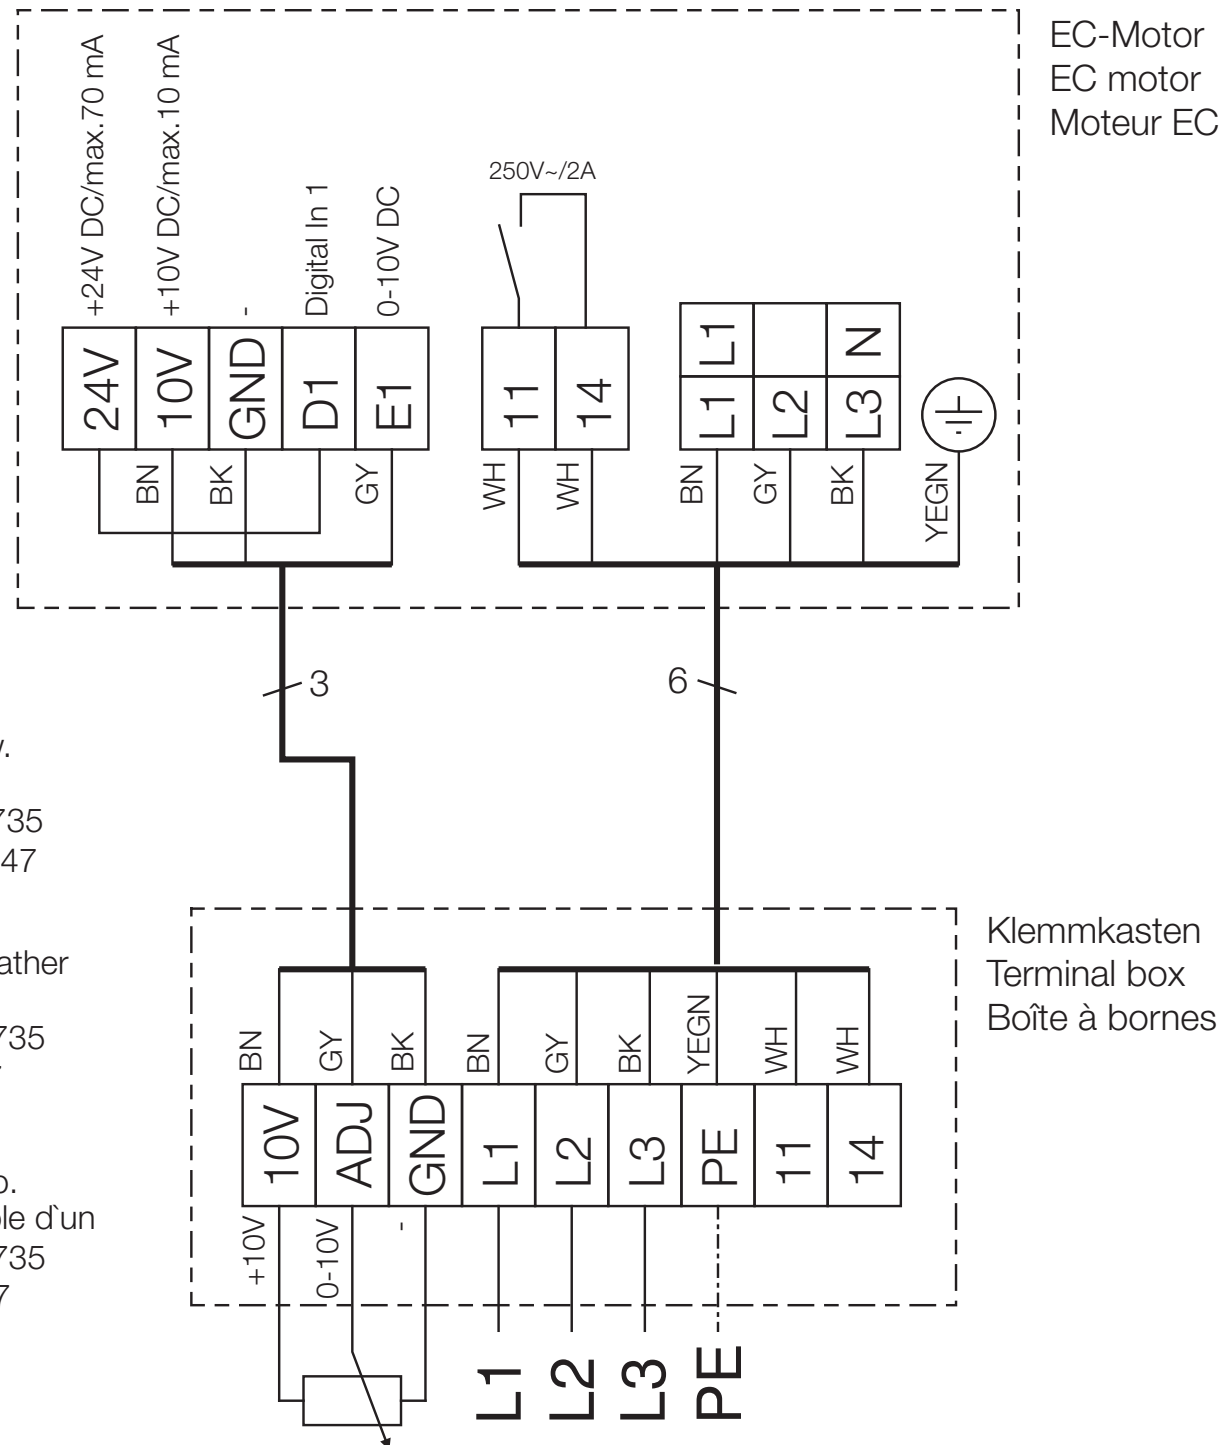 EC-Motor
EC motor
Moteur EC
+24V DC/max.70 mA
+10V DC/max.10 mA
-
Digital In 1
0-10V DC
250V~/2A
24V
10V
GND
D1
E1
11
14
L1
N
L1
L2
L3
BN
BK
GY
WH
WH
BN
GY
BK
YEGN
3
6
735
47
ather
735
ole d`un
735
7
Klemmkasten
Terminal box
Boîte à bornes
BN
GY
BK
BN
GY
BK
YEGN
WH
WH
10V
ADJ
GND
L1
L2
L3
PE
11
14
+10V
0-10V
-
L1
L2
L3
PE